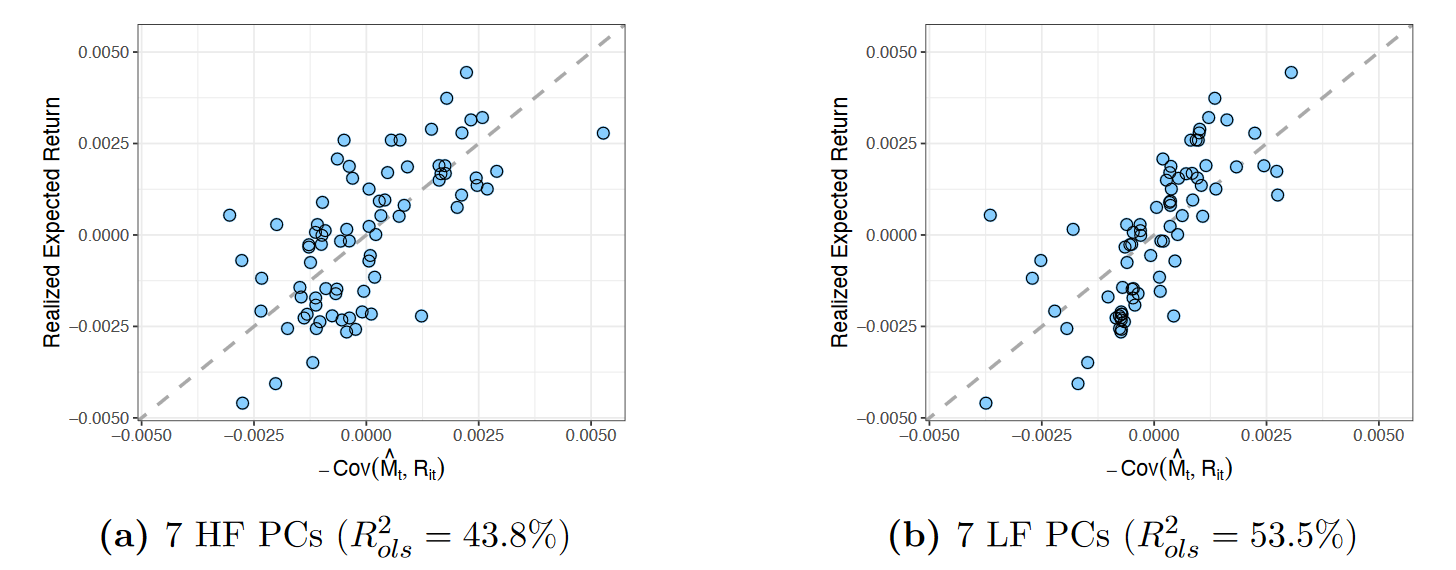 0.0050
0.0025
0.0000
−0.0025
−0.0050
Realized Expected Return
−0.0050 −0.0025 0.0000 0.0025 0.0050
− Cov(M̂t, Rit)
(a) 7 HF PCs (R²ols = 43.8%)
0.0050
0.0025
0.0000
−0.0025
−0.0050
Realized Expected Return
−0.0050 −0.0025 0.0000 0.0025 0.0050
− Cov(M̂t, Rit)
(b) 7 LF PCs (R²ols = 53.5%)